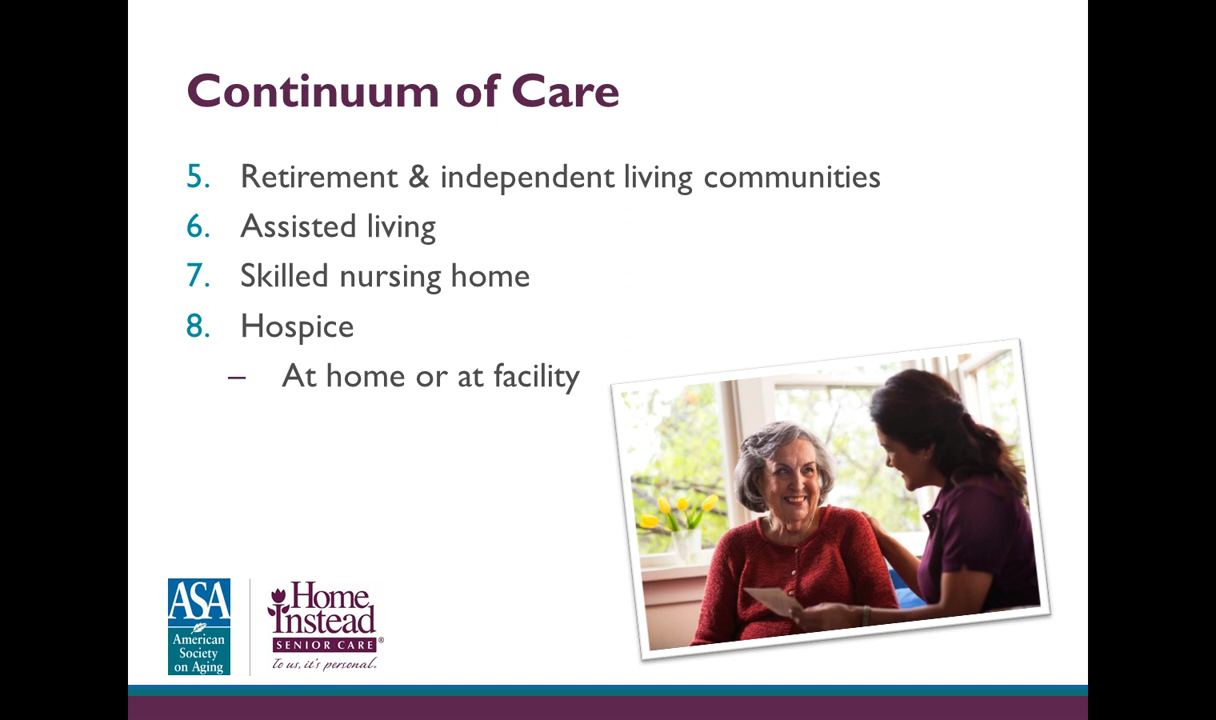 Continuum of Care
5. Retirement & independent living communities
6. Assisted living
7. Skilled nursing home
8. Hospice
– At home or at facility
ASA
American
Society
on Aging
Home
Instead
SENIOR CARE®
To us, it's personal.